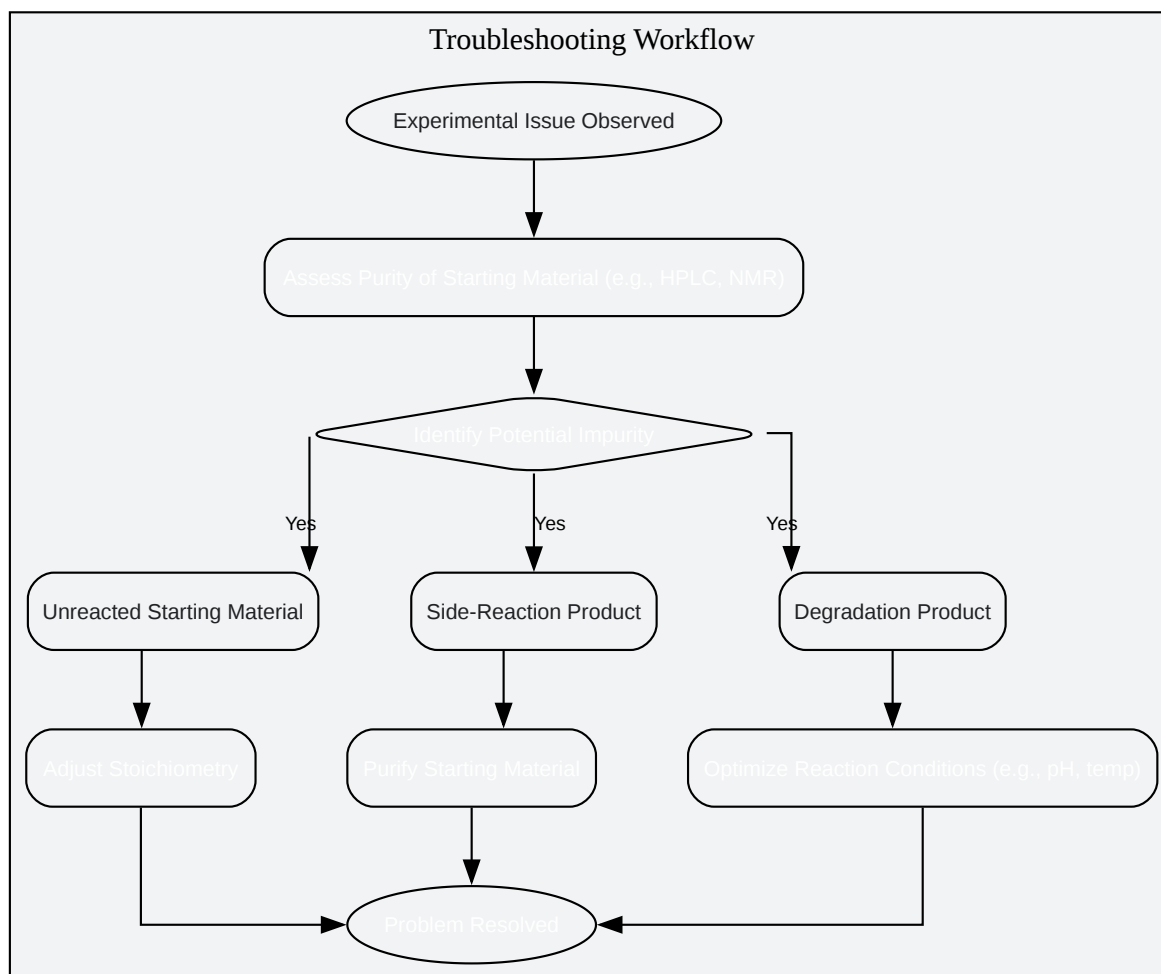 Troubleshooting Workflow
Experimental Issue Observed
Assess Purity of Starting Material (e.g., HPLC, NMR)
Identify Potential Impurity
Yes
Yes
Yes
Unreacted Starting Material
Side-Reaction Product
Degradation Product
Adjust Stoichiometry
Purify Starting Material
Optimize Reaction Conditions (e.g., pH, temp)
Problem Resolved